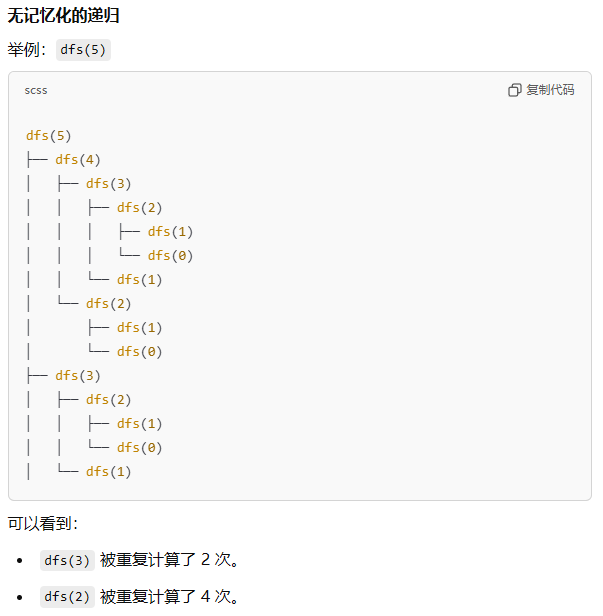 无记忆化的递归
举例：dfs(5)
scss 复制代码
dfs(5)
├── dfs(4)
│   ├── dfs(3)
│   │   ├── dfs(2)
│   │   │   ├── dfs(1)
│   │   │   └── dfs(0)
│   │   └── dfs(1)
│   └── dfs(2)
│       ├── dfs(1)
│       └── dfs(0)
├── dfs(3)
│   ├── dfs(2)
│   │   ├── dfs(1)
│   │   └── dfs(0)
│   └── dfs(1)
可以看到：
• dfs(3) 被重复计算了 2 次。
• dfs(2) 被重复计算了 4 次。